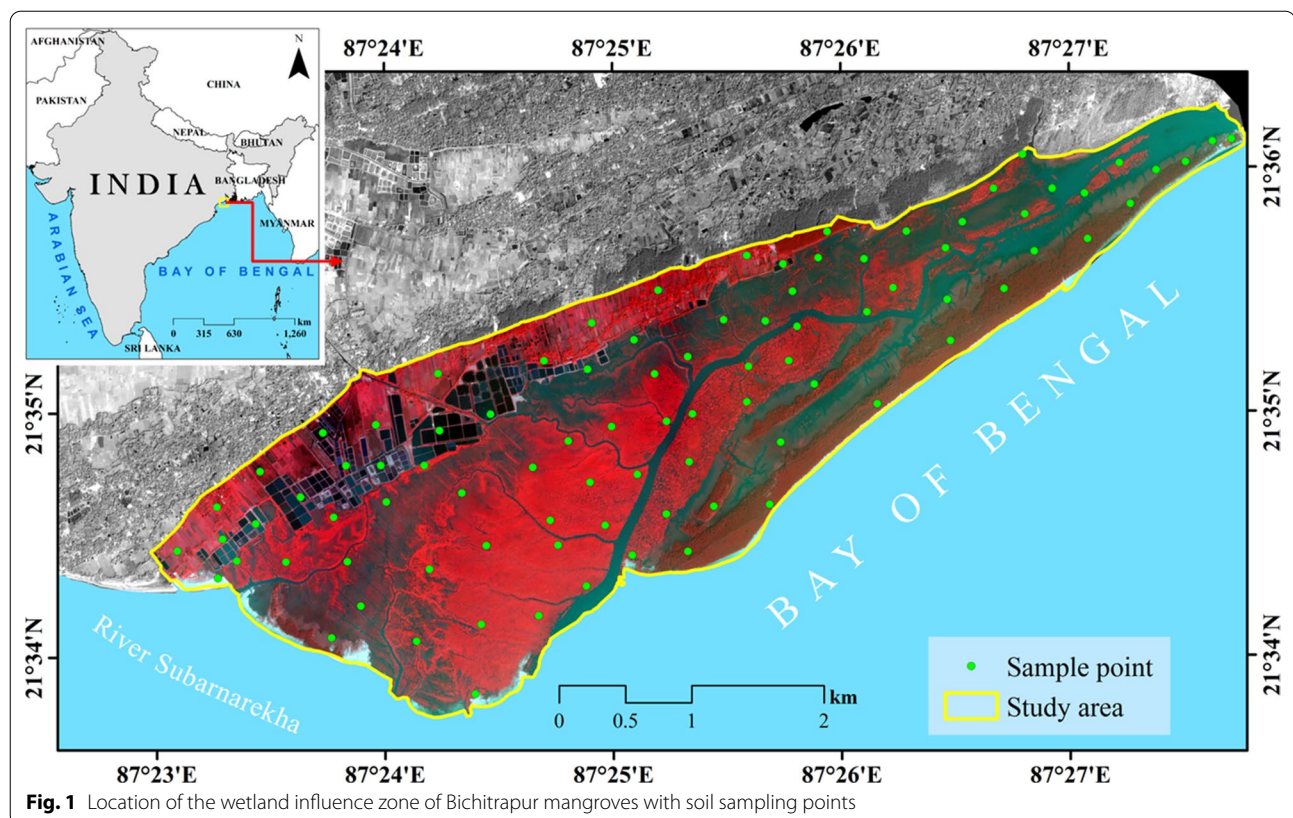 87°24'E
87°25'E
87°26'E
87°27'E
N
AFGHANISTAN
CHINA
PAKISTAN
NEPAL
BHUTAN
INDIA
BANGLADESH
MYANMAR
ARABIAN SEA
BAY OF BENGAL
km
0 315 630 1,260
SRI LANKA
21°36'N
21°36'N
21°35'N
21°35'N
21°34'N
21°34'N
BAY OF BENGAL
River Subarnarekha
km
0 0.5 1 2
Sample point
Study area
87°23'E
87°24'E
87°25'E
87°26'E
87°27'E
Fig. 1 Location of the wetland influence zone of Bichitrapur mangroves with soil sampling points